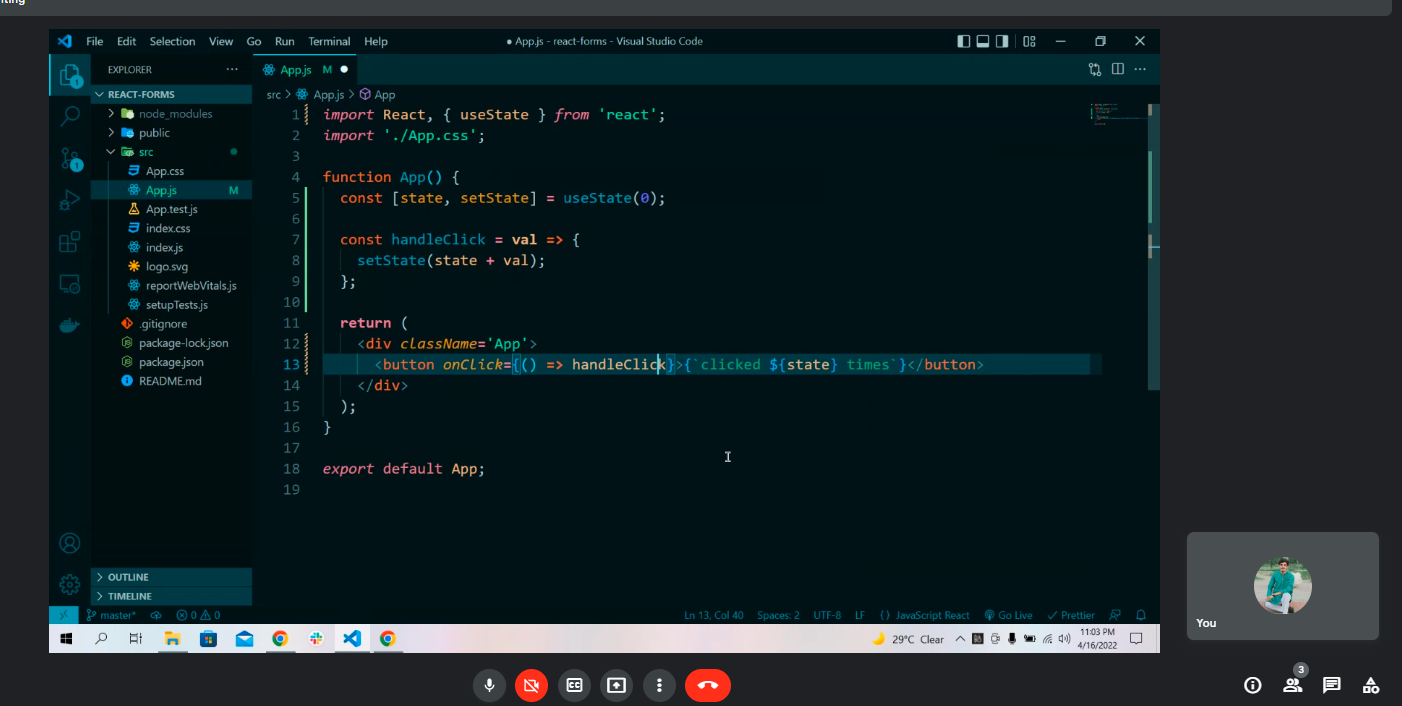 iting
File Edit Selection View Go Run Terminal Help
● App.js - react-forms - Visual Studio Code
EXPLORER
App.js M ●
REACT-FORMS
src > App.js > App
node_modules
public
src
App.css
App.js M
App.test.js
index.css
index.js
logo.svg
reportWebVitals.js
setupTests.js
.gitignore
package-lock.json
package.json
README.md
OUTLINE
TIMELINE
1 import React, { useState } from 'react';
2 import './App.css';
3
4 function App() {
5 const [state, setState] = useState(0);
6
7 const handleClick = val => {
8 setState(state + val);
9 };
10
11 return (
12 <div className='App'>
13 <button onClick={() => handleClick}>{`clicked ${state} times`}</button>
14 </div>
15 );
16 }
17
18 export default App;
19
1
1
master* 0 0
Ln 13, Col 40 Spaces: 2 UTF-8 LF {} JavaScript React Go Live Prettier
29°C Clear
11:03 PM
4/16/2022
You
CC
3